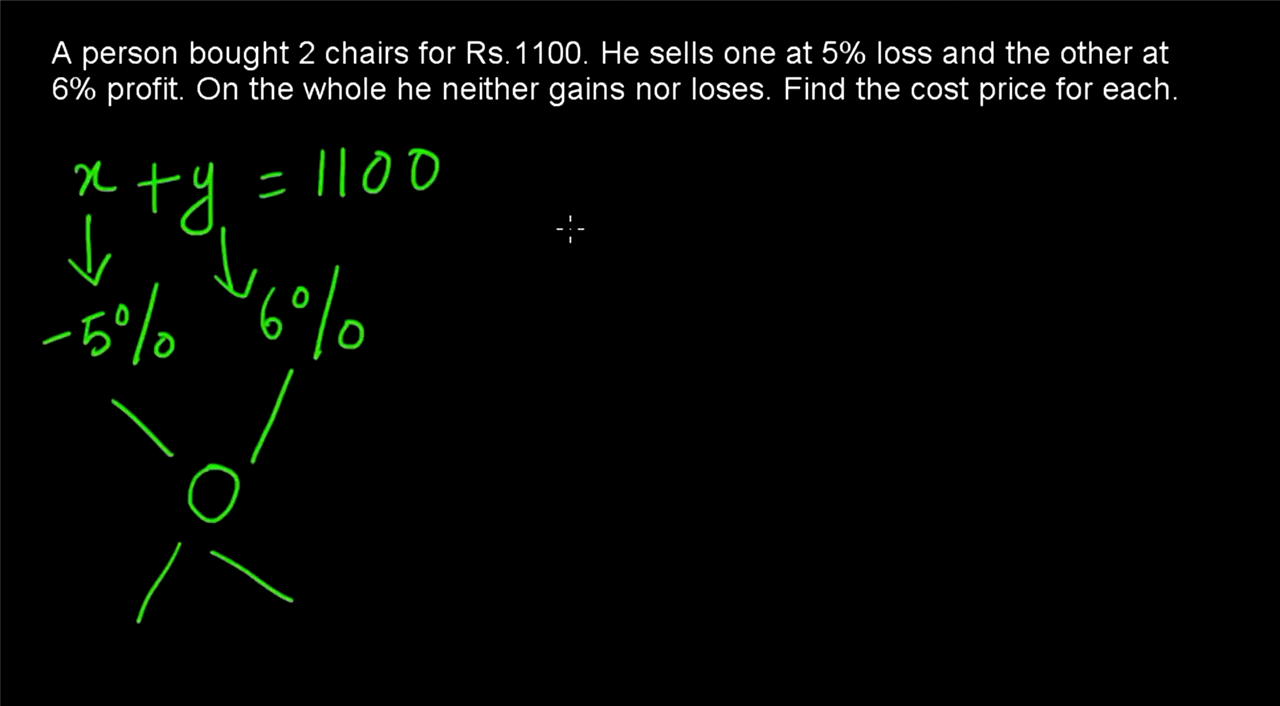 A person bought 2 chairs for Rs.1100. He sells one at 5% loss and the other at
6% profit. On the whole he neither gains nor loses. Find the cost price for each.
x + y = 1100
-5% 6%
0